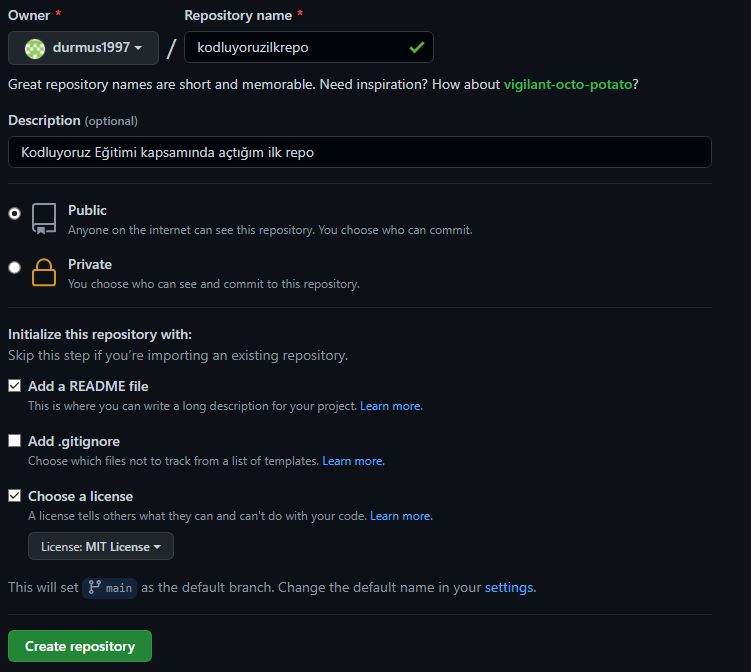 Owner * Repository name *
durmus1997 / kodluyoruzilkrepo
Great repository names are short and memorable. Need inspiration? How about vigilant-octo-potato?
Description (optional)
Kodluyoruz Eğitimi kapsamında açtığım ilk repo
Public
Anyone on the internet can see this repository. You choose who can commit.
Private
You choose who can see and commit to this repository.
Initialize this repository with:
Skip this step if you're importing an existing repository.
Add a README file
This is where you can write a long description for your project. Learn more.
Add .gitignore
Choose which files not to track from a list of templates. Learn more.
Choose a license
A license tells others what they can and can't do with your code. Learn more.
License: MIT License
This will set main as the default branch. Change the default name in your settings.
Create repository